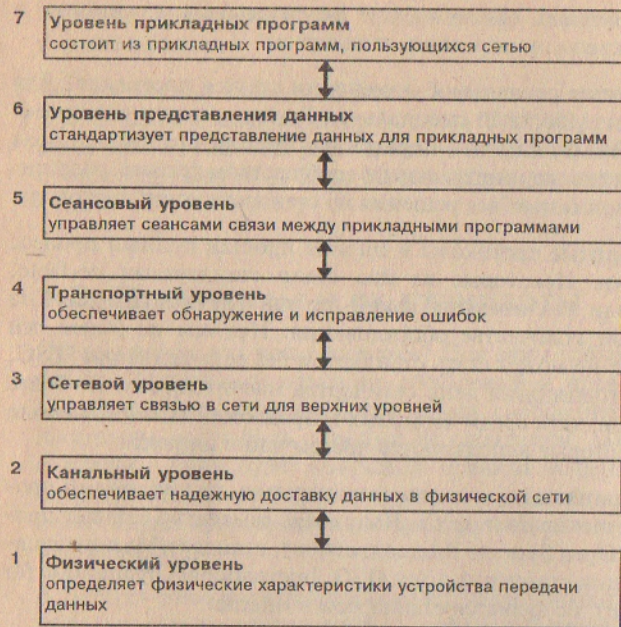 7
Уровень прикладных программ
состоит из прикладных программ, пользующихся сетью
6
Уровень представления данных
стандартизует представление данных для прикладных программ
5
Сеансовый уровень
управляет сеансами связи между прикладными программами
4
Транспортный уровень
обеспечивает обнаружение и исправление ошибок
3
Сетевой уровень
управляет связью в сети для верхних уровней
2
Канальный уровень
обеспечивает надежную доставку данных в физической сети
1
Физический уровень
определяет физические характеристики устройства передачи
данных